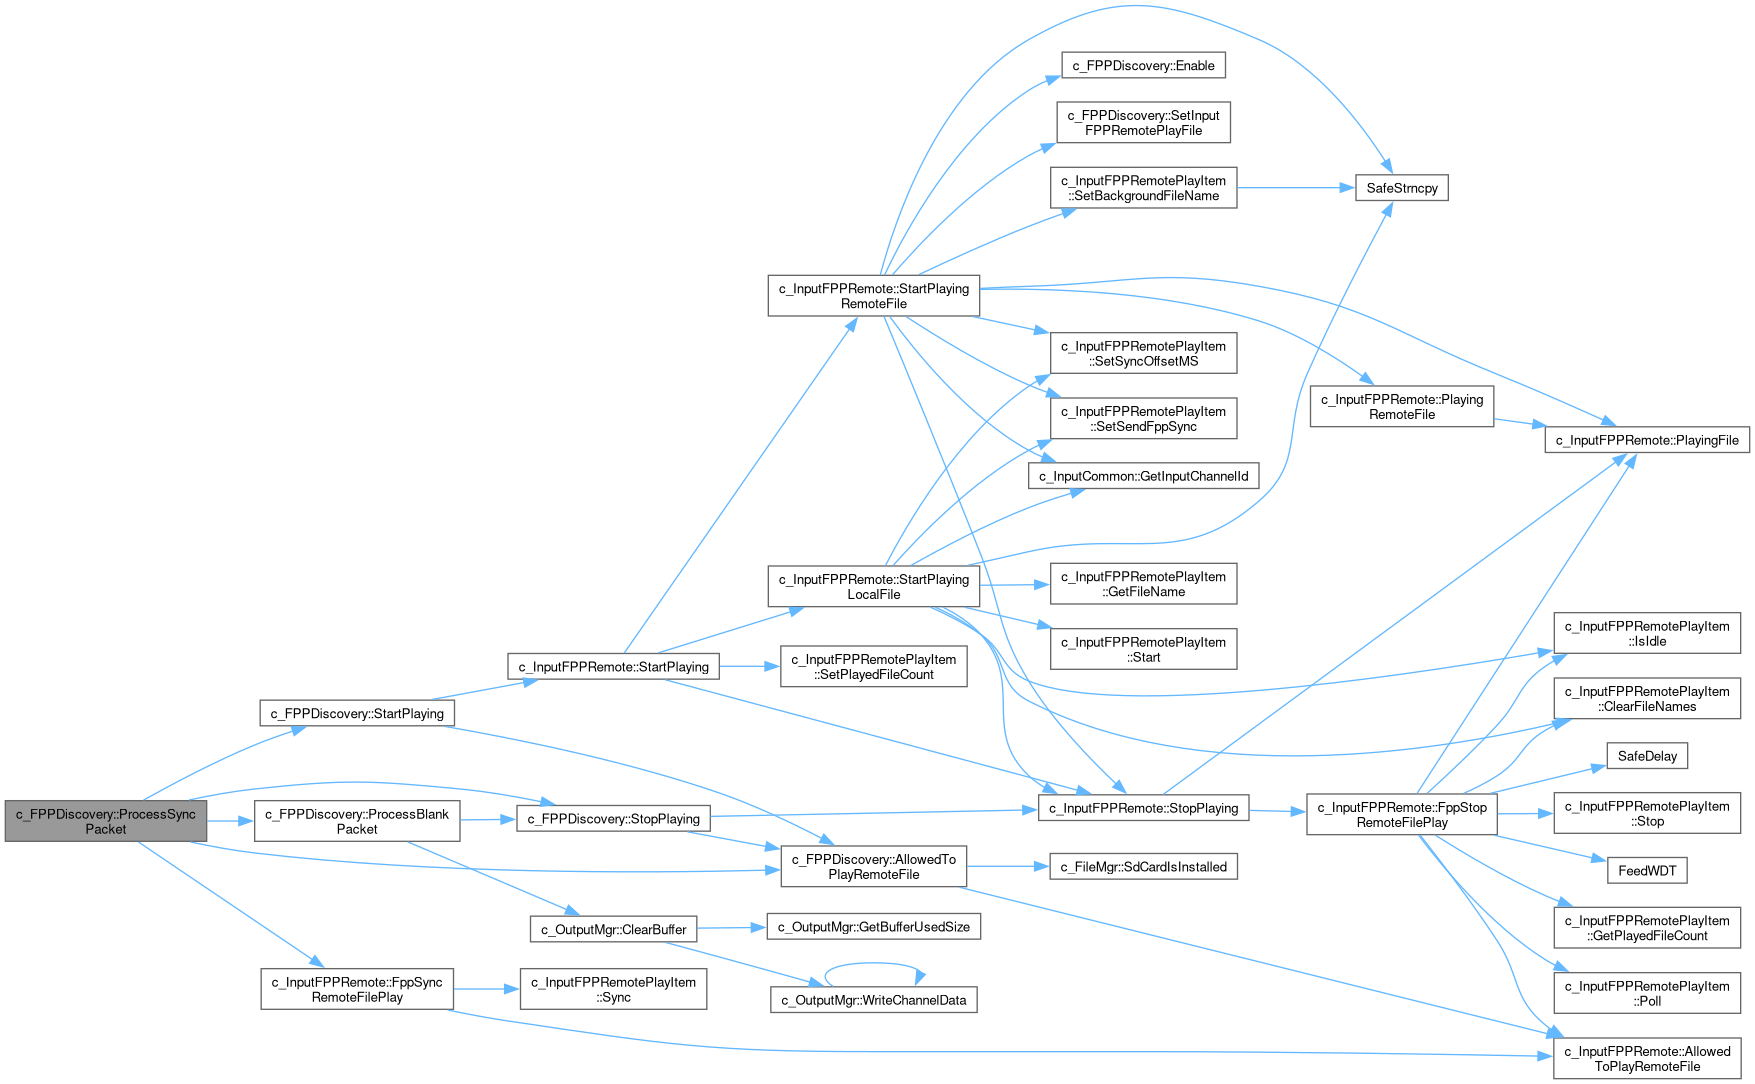 c_FPPDiscovery::ProcessSync
Packet
c_FPPDiscovery::StartPlaying
c_FPPDiscovery::ProcessBlank
Packet
c_InputFPPRemote::FppSync
RemoteFilePlay
c_InputFPPRemote::StartPlaying
c_FPPDiscovery::StopPlaying
c_OutputMgr::ClearBuffer
c_InputFPPRemotePlayItem
::Sync
c_InputFPPRemote::StartPlaying
RemoteFile
c_InputFPPRemote::StartPlaying
LocalFile
c_InputFPPRemotePlayItem
::SetPlayedFileCount
c_FPPDiscovery::AllowedTo
PlayRemoteFile
c_OutputMgr::GetBufferUsedSize
c_OutputMgr::WriteChannelData
c_FPPDiscovery::Enable
c_FPPDiscovery::SetInput
FPPRemotePlayFile
c_InputFPPRemotePlayItem
::SetBackgroundFileName
c_InputFPPRemotePlayItem
::SetSyncOffsetMS
c_InputFPPRemotePlayItem
::SetSendFppSync
c_InputCommon::GetInputChannelId
c_InputFPPRemotePlayItem
::GetFileName
c_InputFPPRemotePlayItem
::Start
c_InputFPPRemote::StopPlaying
c_FileMgr::SdCardIsInstalled
SafeStrncpy
c_InputFPPRemote::Playing
RemoteFile
c_InputFPPRemote::FppStop
RemoteFilePlay
c_InputFPPRemote::PlayingFile
c_InputFPPRemotePlayItem
::IsIdle
c_InputFPPRemotePlayItem
::ClearFileNames
SafeDelay
c_InputFPPRemotePlayItem
::Stop
FeedWDT
c_InputFPPRemotePlayItem
::GetPlayedFileCount
c_InputFPPRemotePlayItem
::Poll
c_InputFPPRemote::Allowed
ToPlayRemoteFile